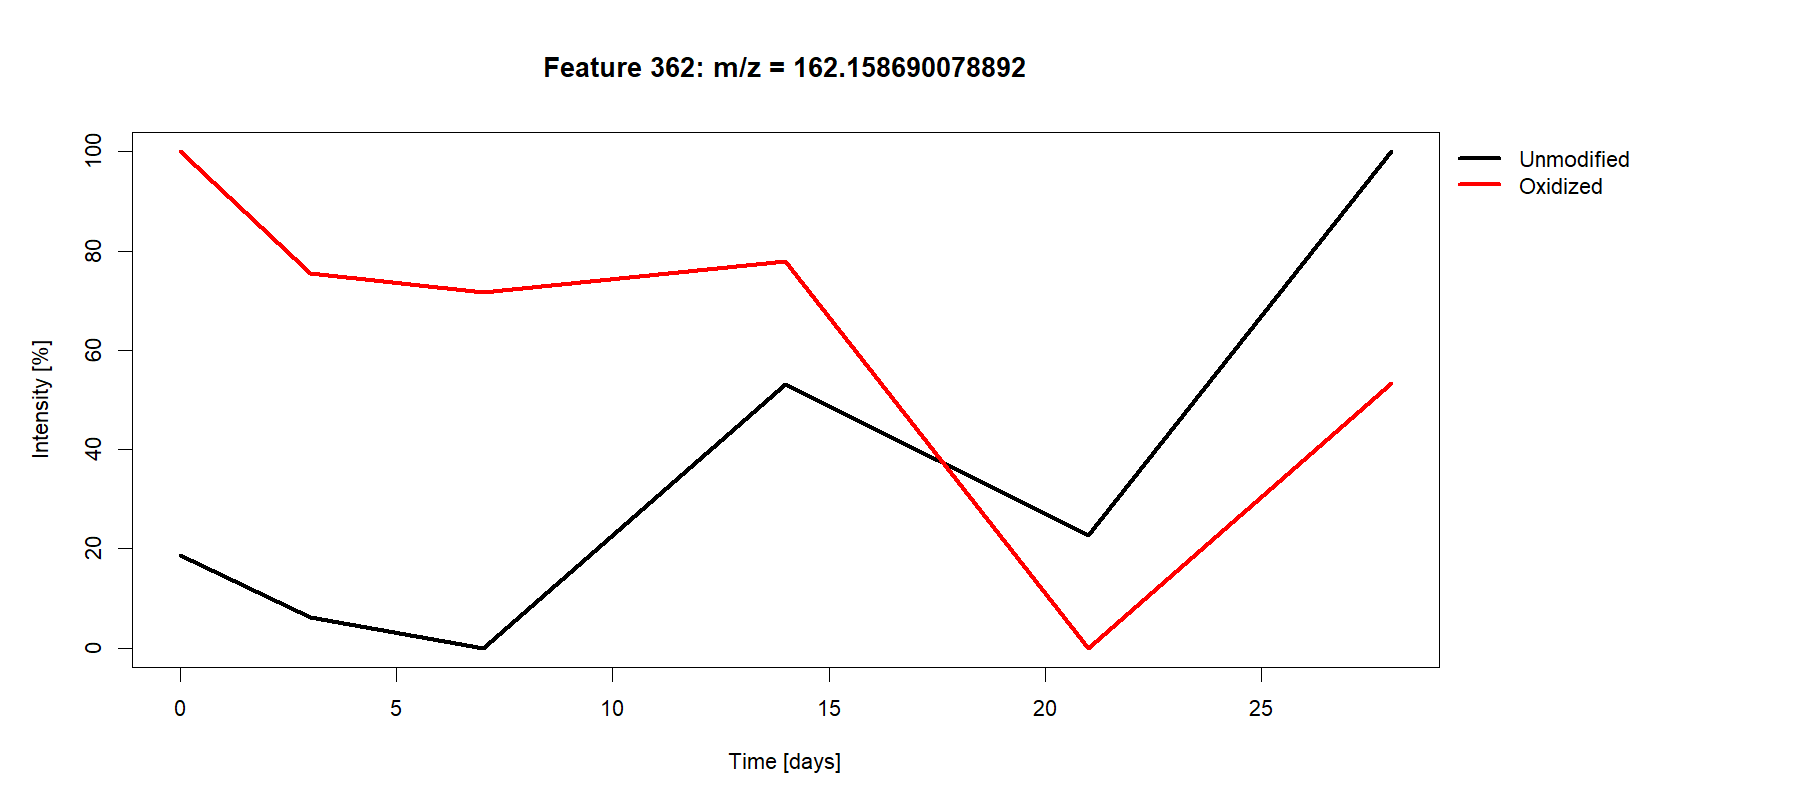 Feature 362: m/z = 162.158690078892
Unmodified
Oxidized
Intensity [%]
100
80
60
40
20
0
0 5 10 15 20 25
Time [days]